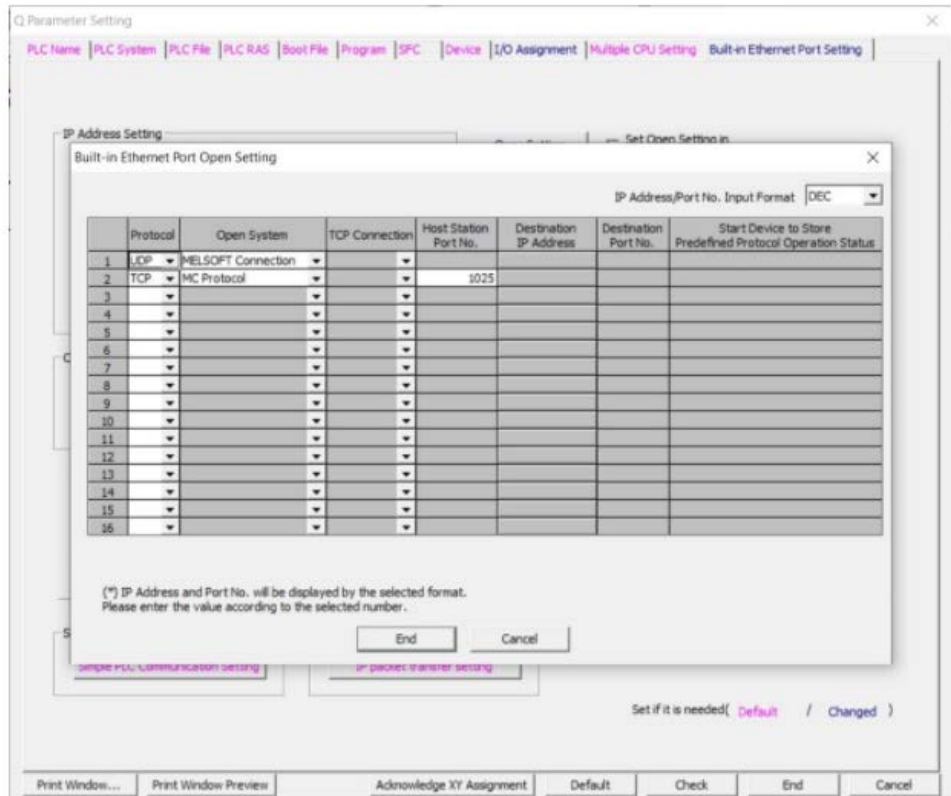 Q Parameter Setting
PLC Name PLC System PLC File PLC RAS Boot File Program SFC Device I/O Assignment Multiple CPU Setting Built-in Ethernet Port Setting
IP Address Setting
Set Open Setting in
Built-in Ethernet Port Open Setting
IP Address/Port No. Input Format DEC
Protocol Open System TCP Connection Host Station Port No. Destination IP Address Destination Port No. Start Device to Store Predefined Protocol Operation Status
1 UDP MELSOFT Connection
2 TCP MC Protocol 1025
3
4
5
6
7
8
9
10
11
12
13
14
15
16
(*) IP Address and Port No. will be displayed by the selected format.
Please enter the value according to the selected number.
End Cancel
Simple PLC Communication Setting IP packet transfer setting
Set if it is needed( Default / Changed )
Print Window... Print Window Preview Acknowledge XY Assignment Default Check End Cancel